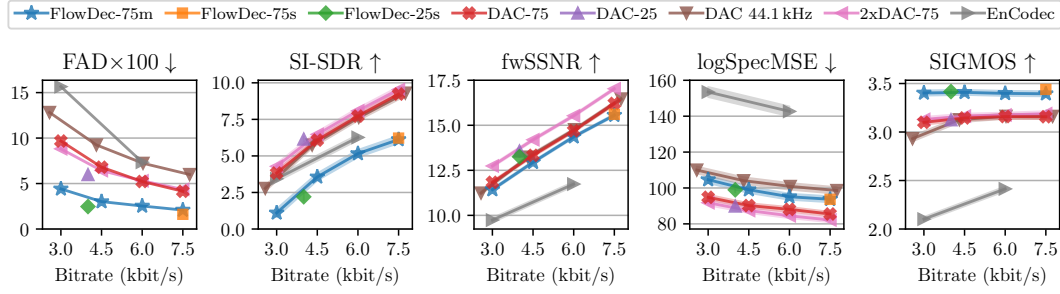 FlowDec-75m FlowDec-75s FlowDec-25s DAC-75 DAC-25 DAC 44.1 kHz 2xDAC-75 EnCodec
FAD×100 ↓ SI-SDR ↑ fwSSNR ↑ logSpecMSE ↓ SIGMOS ↑
15 10.0 17.5 160 3.5
10 7.5 15.0 140 3.0
5 5.0 12.5 120 2.5
0 2.5 10.0 100 2.0
0.0 80
3.0 4.5 6.0 7.5 3.0 4.5 6.0 7.5 3.0 4.5 6.0 7.5 3.0 4.5 6.0 7.5 3.0 4.5 6.0 7.5
Bitrate (kbit/s) Bitrate (kbit/s) Bitrate (kbit/s) Bitrate (kbit/s) Bitrate (kbit/s)